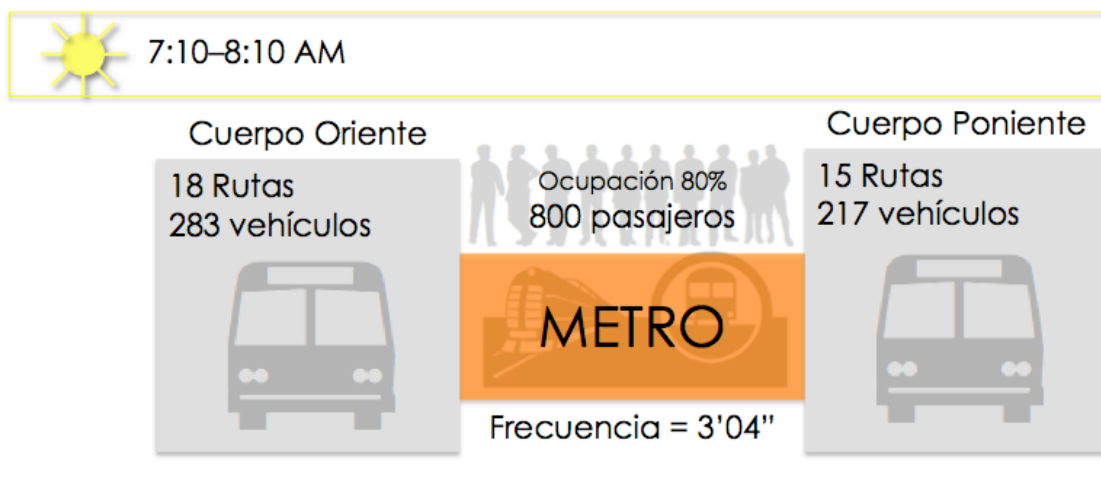 7:10–8:10 AM
Cuerpo Oriente
18 Rutas
283 vehículos
Ocupación 80%
800 pasajeros
METRO
Frecuencia = 3’04”
Cuerpo Poniente
15 Rutas
217 vehículos